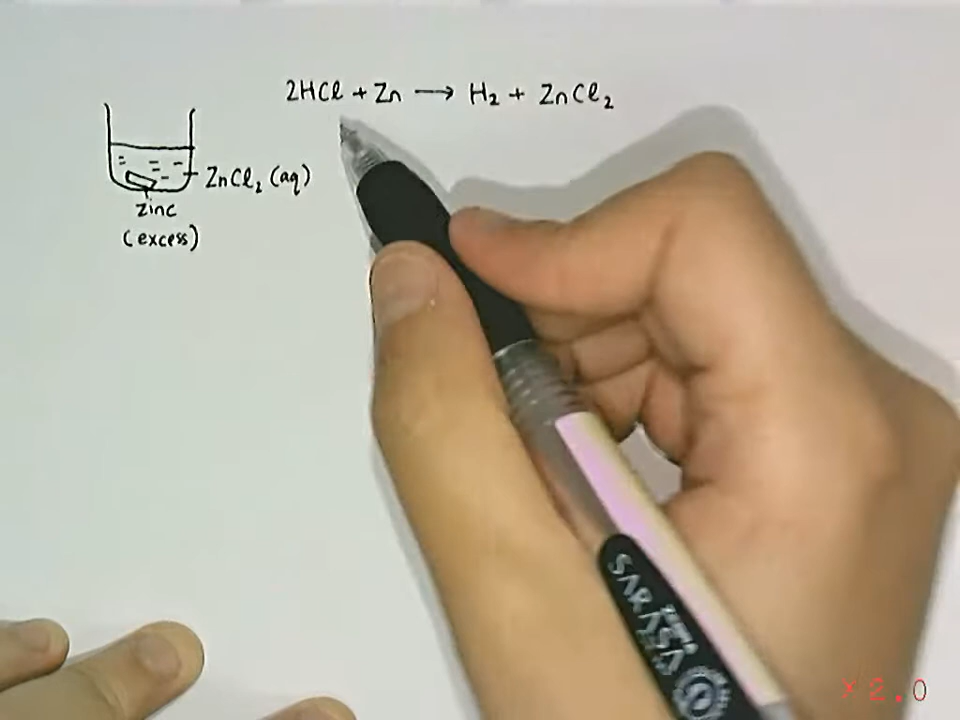 2HCl + Zn ⟶ H₂ + ZnCl₂
ZnCl₂ (aq)
zinc
(excess)
SARASA
×2.0